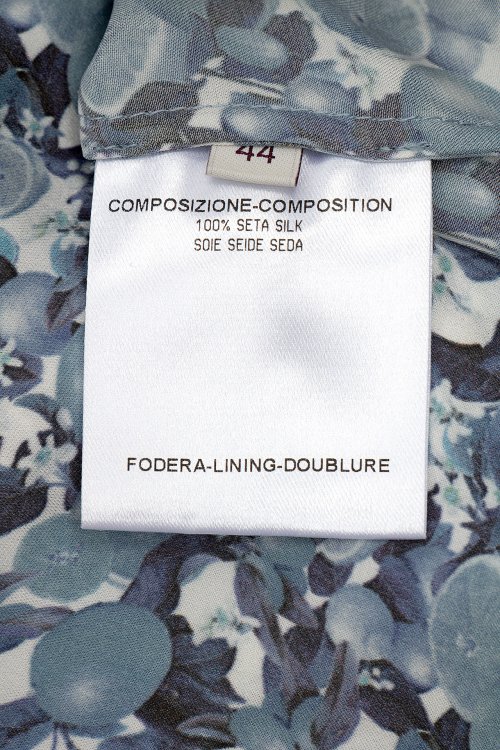 44
COMPOSIZIONE-COMPOSITION
100% SETA SILK
SOIE SEIDE SEDA
FODERA-LINING-DOUBLURE